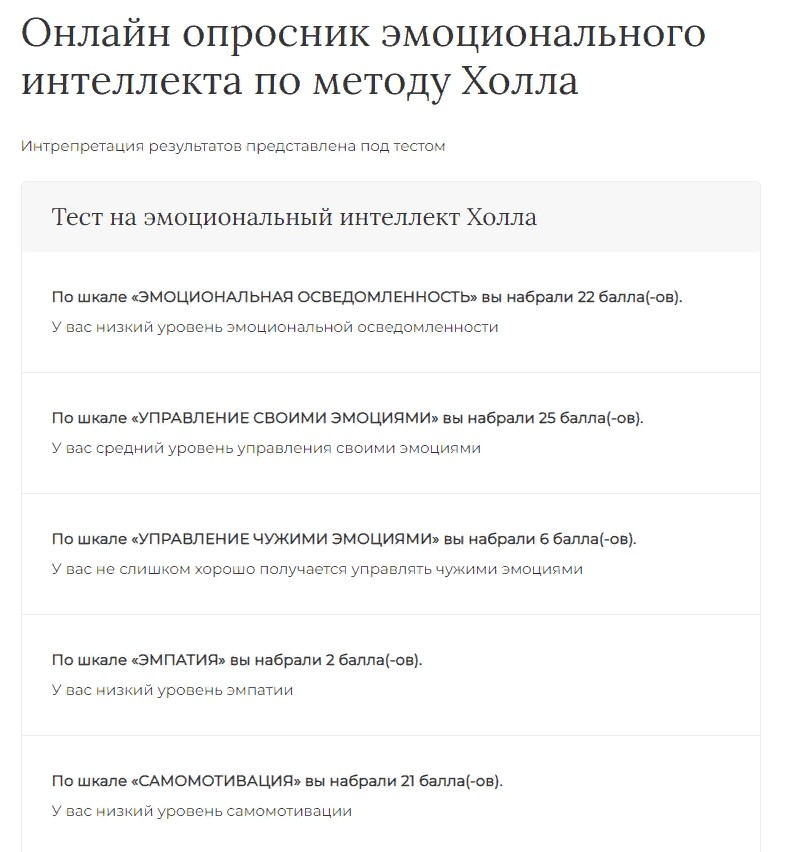 Онлайн опросник эмоционального
интеллекта по методу Холла
Интрепретация результатов представлена под тестом
Тест на эмоциональный интеллект Холла
По шкале «ЭМОЦИОНАЛЬНАЯ ОСВЕДОМЛЕННОСТЬ» вы набрали 22 балла(-ов).
У вас низкий уровень эмоциональной осведомленности
По шкале «УПРАВЛЕНИЕ СВОИМИ ЭМОЦИЯМИ» вы набрали 25 балла(-ов).
У вас средний уровень управления своими эмоциями
По шкале «УПРАВЛЕНИЕ ЧУЖИМИ ЭМОЦИЯМИ» вы набрали 6 балла(-ов).
У вас не слишком хорошо получается управлять чужими эмоциями
По шкале «ЭМПАТИЯ» вы набрали 2 балла(-ов).
У вас низкий уровень эмпатии
По шкале «САМОМОТИВАЦИЯ» вы набрали 21 балла(-ов).
У вас низкий уровень самомотивации